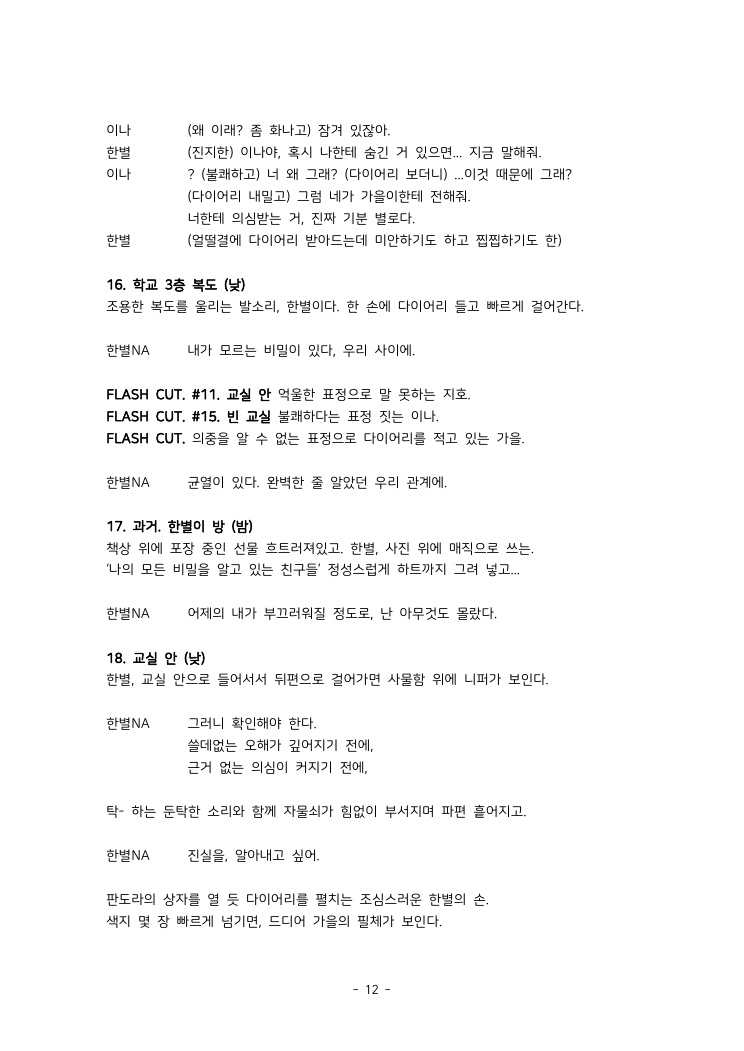 이나 (왜 이래? 좀 화나고) 잠겨 있잖아.
한별 (진지한) 이나야, 혹시 나한테 숨긴 거 있으면... 지금 말해줘.
이나 ? (불쾌하고) 너 왜 그래? (다이어리 보더니) ...이것 때문에 그래?
(다이어리 내밀고) 그럼 네가 가을이한테 전해줘.
너한테 의심받는 거, 진짜 기분 별로다.
한별 (얼떨결에 다이어리 받아드는데 미안하기도 하고 찝찝하기도 한)
16. 학교 3층 복도 (낮)
조용한 복도를 울리는 발소리, 한별이다. 한 손에 다이어리 들고 빠르게 걸어간다.
한별NA 내가 모르는 비밀이 있다, 우리 사이에.
FLASH CUT. #11. 교실 안 억울한 표정으로 말 못하는 지호.
FLASH CUT. #15. 빈 교실 불쾌하다는 표정 짓는 이나.
FLASH CUT. 의중을 알 수 없는 표정으로 다이어리를 적고 있는 가을.
한별NA 균열이 있다. 완벽한 줄 알았던 우리 관계에.
17. 과거. 한별이 방 (밤)
책상 위에 포장 중인 선물 흐트러져있고. 한별, 사진 위에 매직으로 쓰는.
‘나의 모든 비밀을 알고 있는 친구들’ 정성스럽게 하트까지 그려 넣고...
한별NA 어제의 내가 부끄러워질 정도로, 난 아무것도 몰랐다.
18. 교실 안 (낮)
한별, 교실 안으로 들어서서 뒤편으로 걸어가면 사물함 위에 니퍼가 보인다.
한별NA 그러니 확인해야 한다.
쓸데없는 오해가 깊어지기 전에,
근거 없는 의심이 커지기 전에,
탁- 하는 둔탁한 소리와 함께 자물쇠가 힘없이 부서지며 파편 흩어지고.
한별NA 진실을, 알아내고 싶어.
판도라의 상자를 열 듯 다이어리를 펼치는 조심스러운 한별의 손.
색지 몇 장 빠르게 넘기면, 드디어 가을의 필체가 보인다.
- 12 -